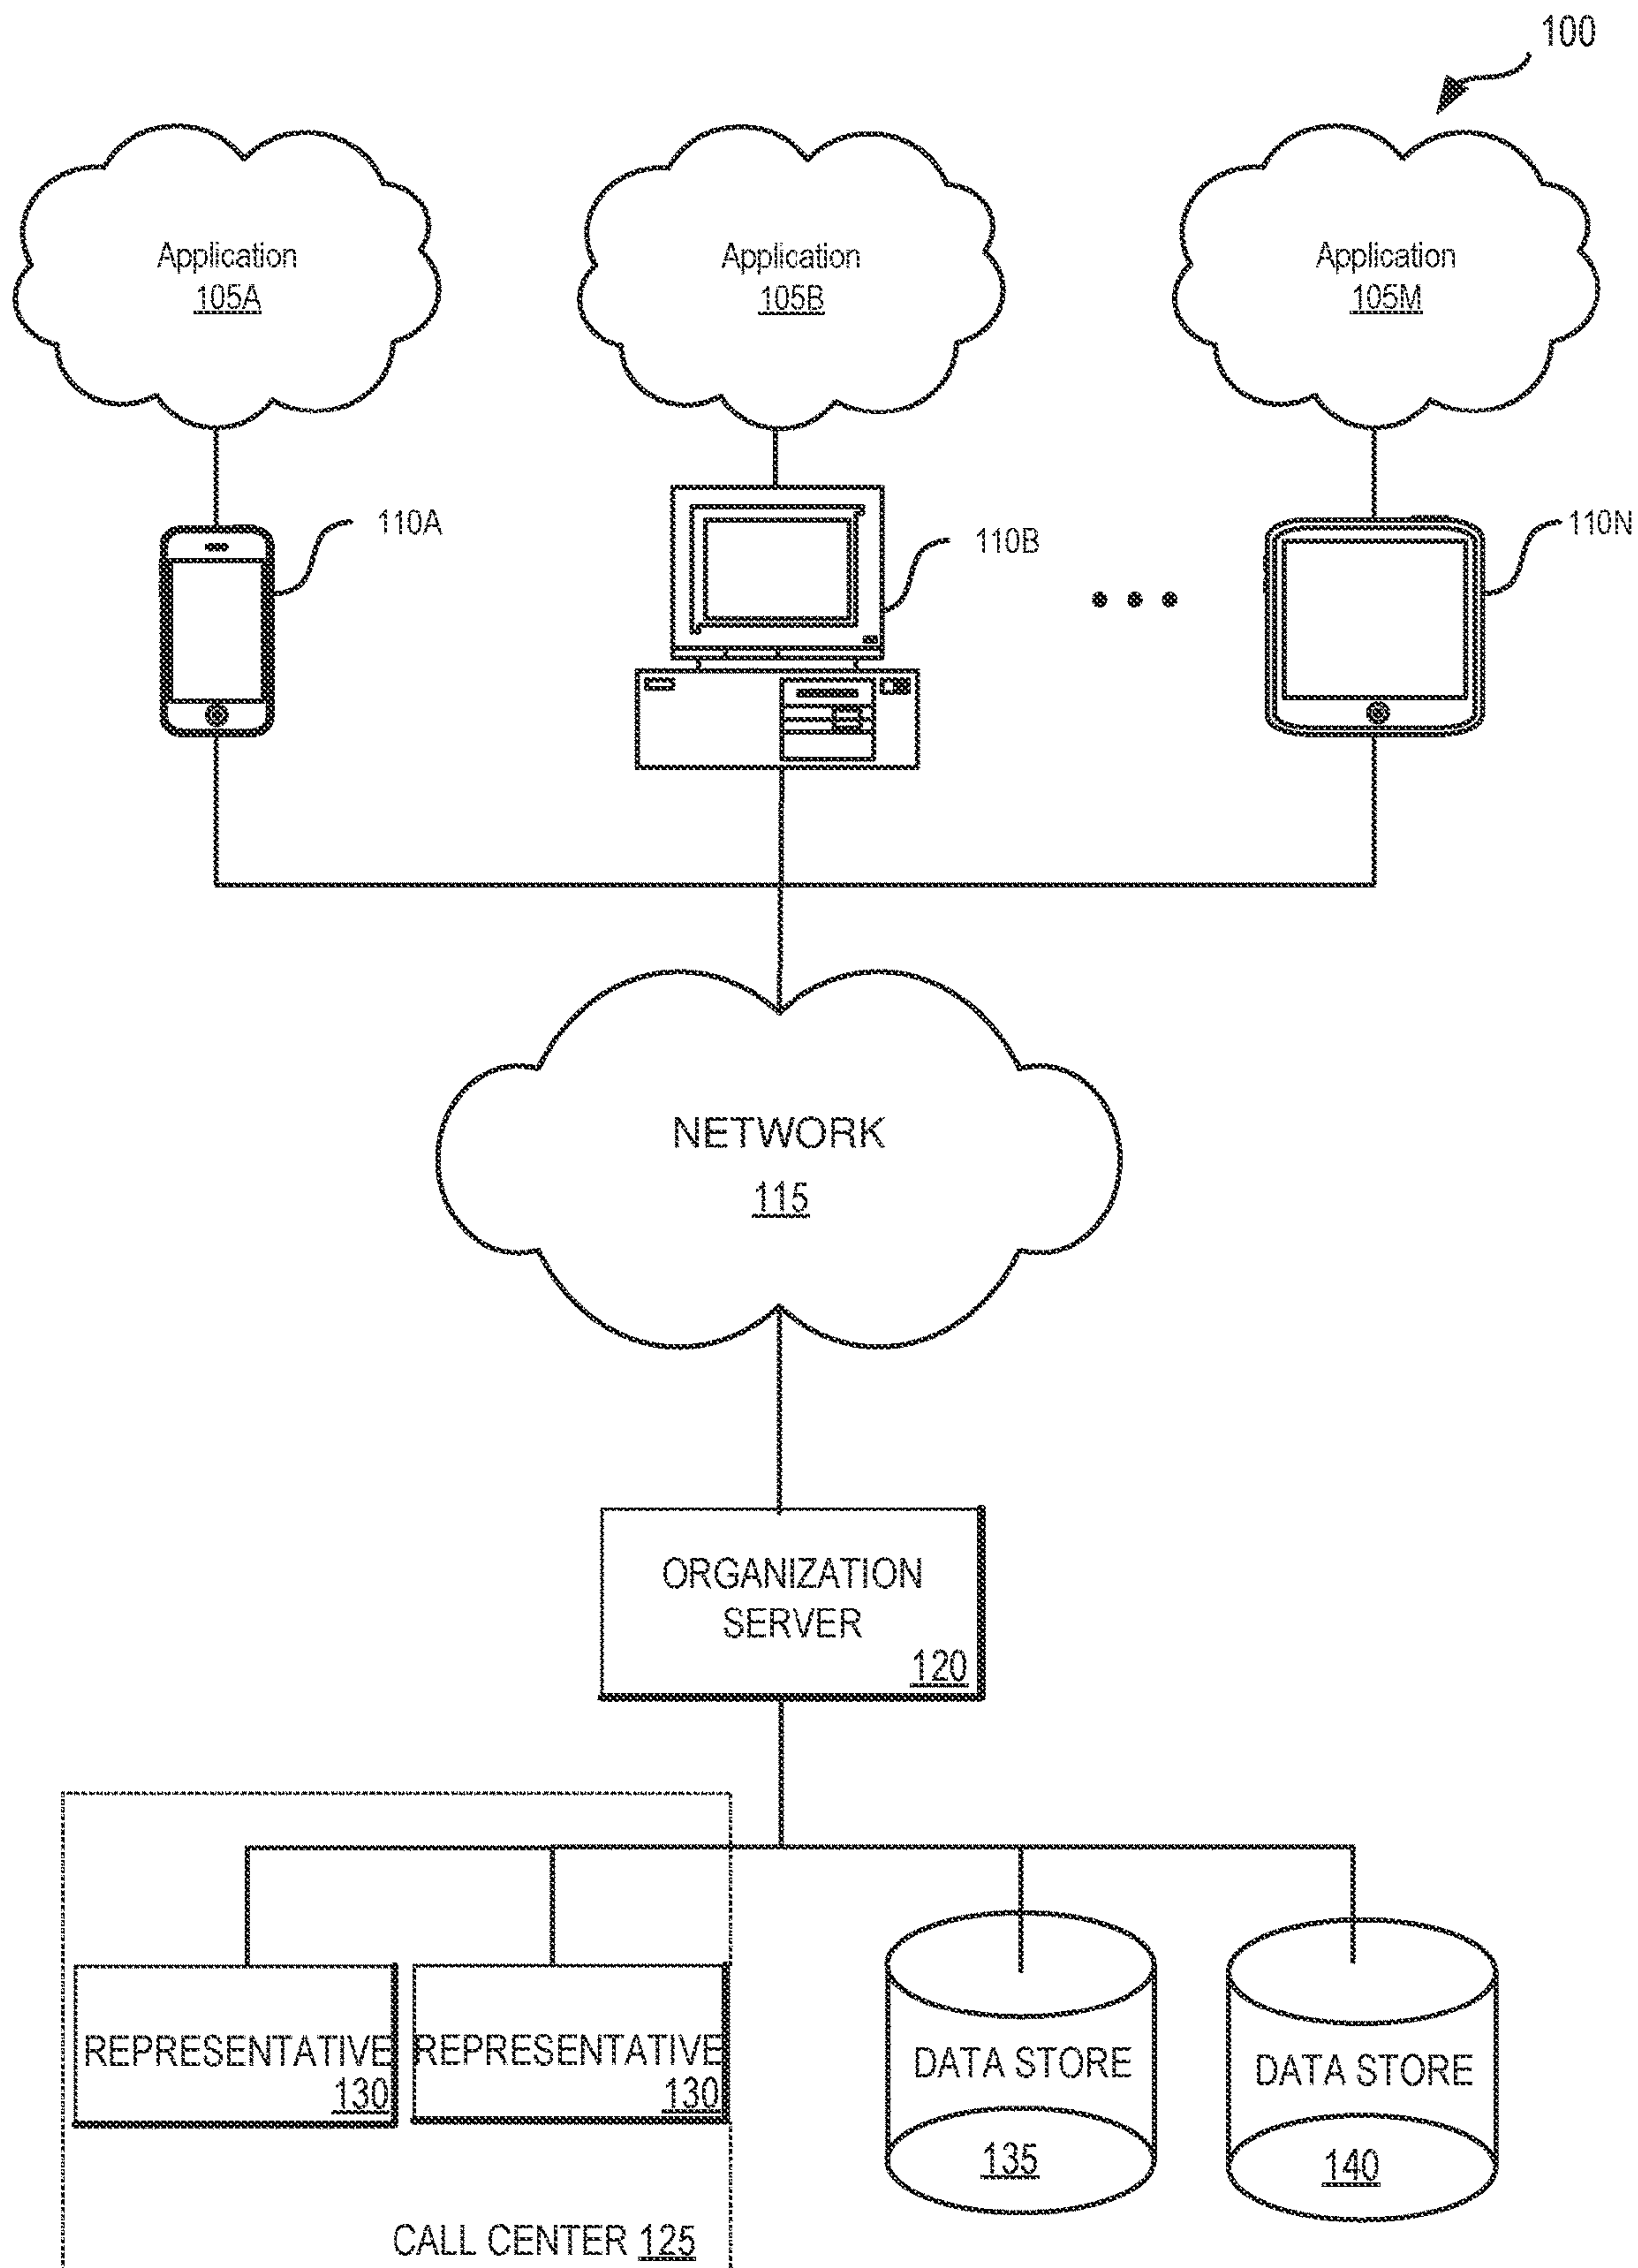 100
Application
105A
Application
105B
Application
105M
110A
110B
110N
NETWORK
115
ORGANIZATION
SERVER
120
REPRESENTATIVE
130
REPRESENTATIVE
130
DATA STORE
135
DATA STORE
140
CALL CENTER 125